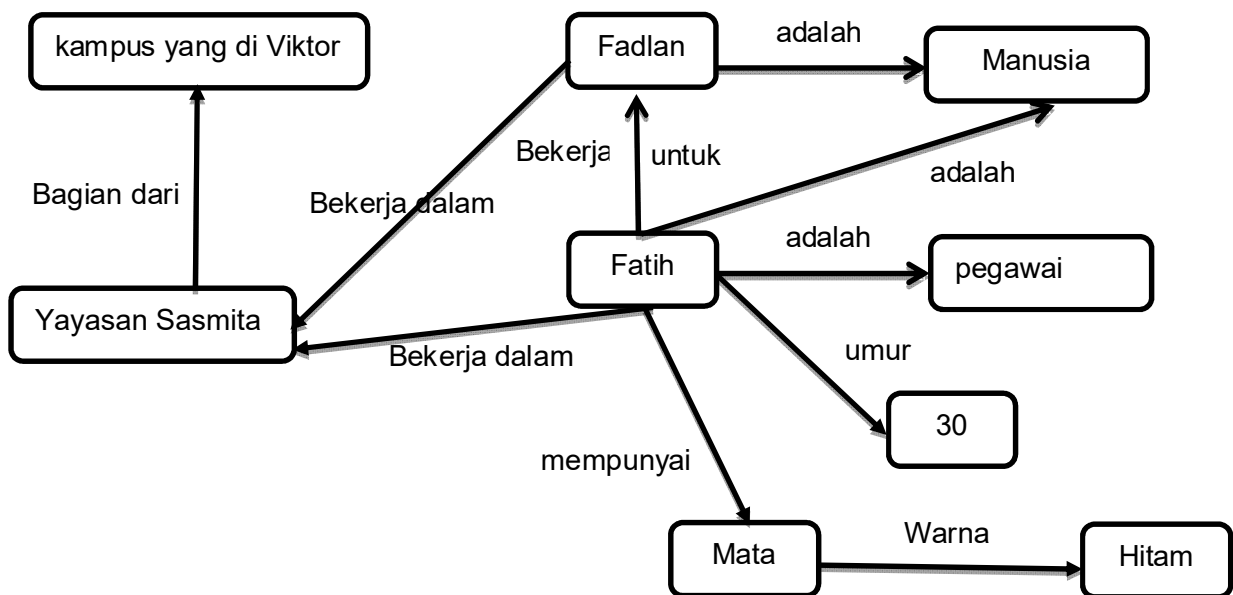 kampus yang di Viktor
Fadlan
adalah
Manusia
Bekerja untuk
adalah
Bagian dari
Bekerja dalam
Fatih
adalah
pegawai
Yayasan Sasmita
Bekerja dalam
umur
30
mempunyai
Mata
Warna
Hitam